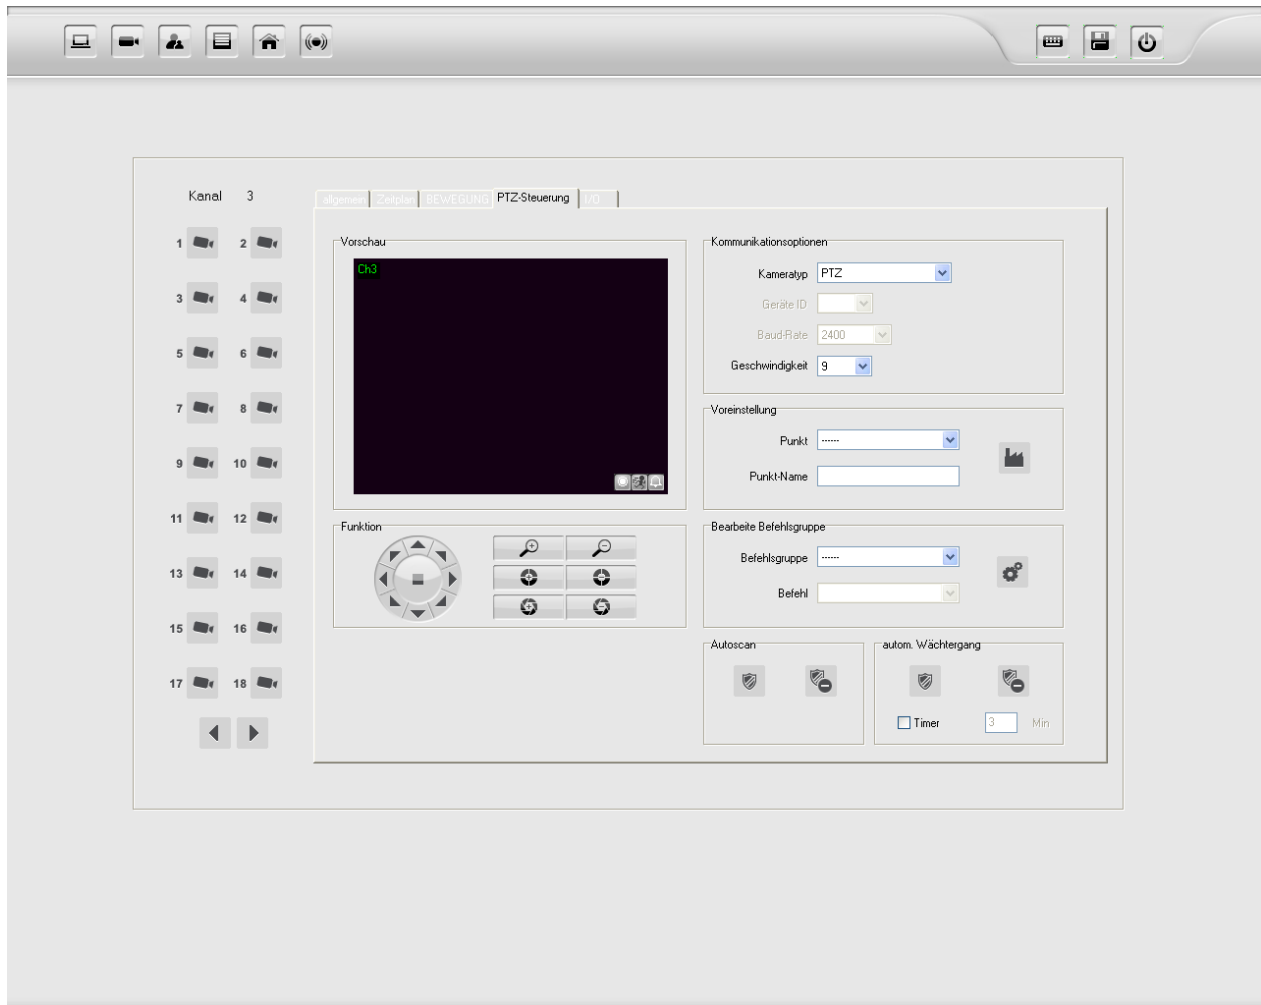 Kanal 3
allgemein Zeitplan BEWEGUNG PTZ-Steuerung I/O
1 2
3 4
5 6
7 8
9 10
11 12
13 14
15 16
17 18
Vorschau
Ch3
Funktion
Kommunikationsoptionen
Kameratyp PTZ
Geräte ID
Baud-Rate 2400
Geschwindigkeit 9
Voreinstellung
Punkt ------
Punkt-Name
Bearbeite Befehlsgruppe
Befehlsgruppe ------
Befehl
Autoscan
autom. Wächtergang
Timer 3 Min